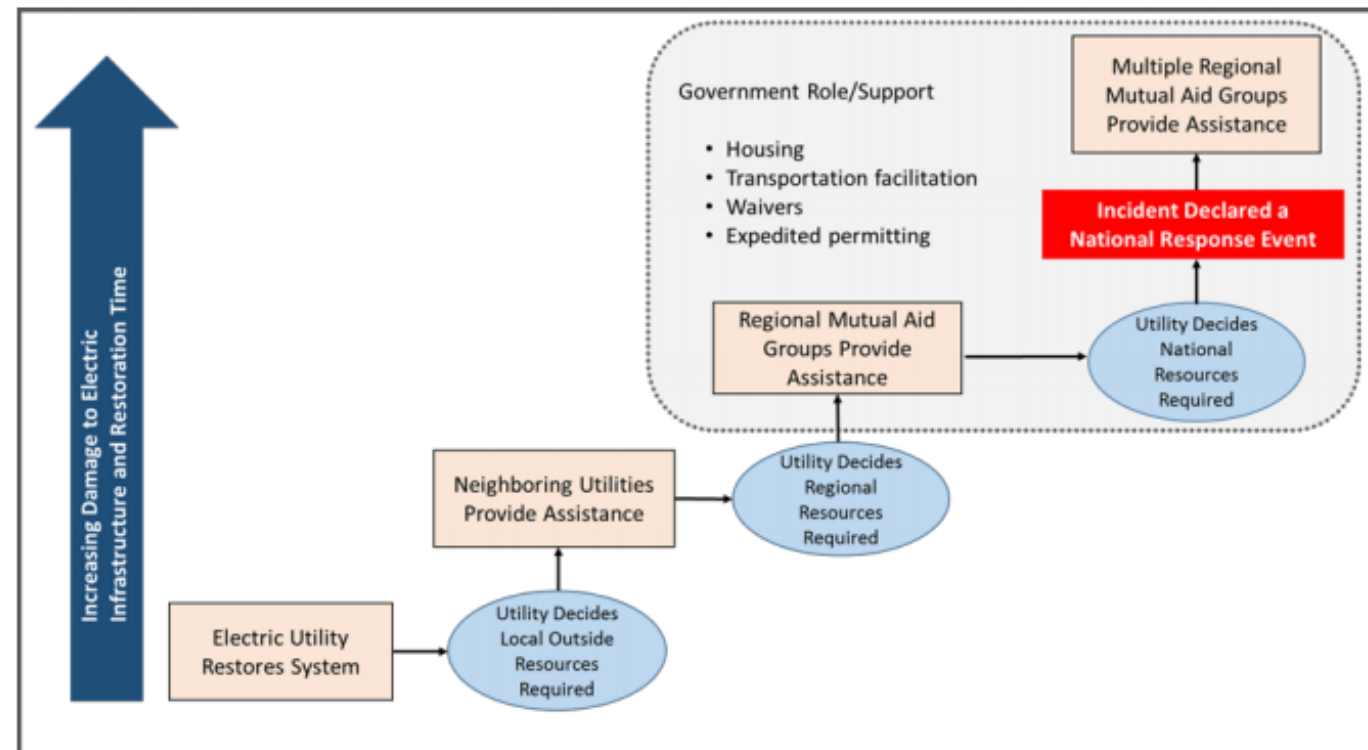 Increasing Damage to Electric
Infrastructure and Restoration Time
Government Role/Support
• Housing
• Transportation facilitation
• Waivers
• Expedited permitting
Multiple Regional
Mutual Aid Groups
Provide Assistance
Incident Declared a
National Response Event
Utility Decides
National
Resources
Required
Regional Mutual Aid
Groups Provide
Assistance
Utility Decides
Regional
Resources
Required
Neighboring Utilities
Provide Assistance
Utility Decides
Local Outside
Resources
Required
Electric Utility
Restores System